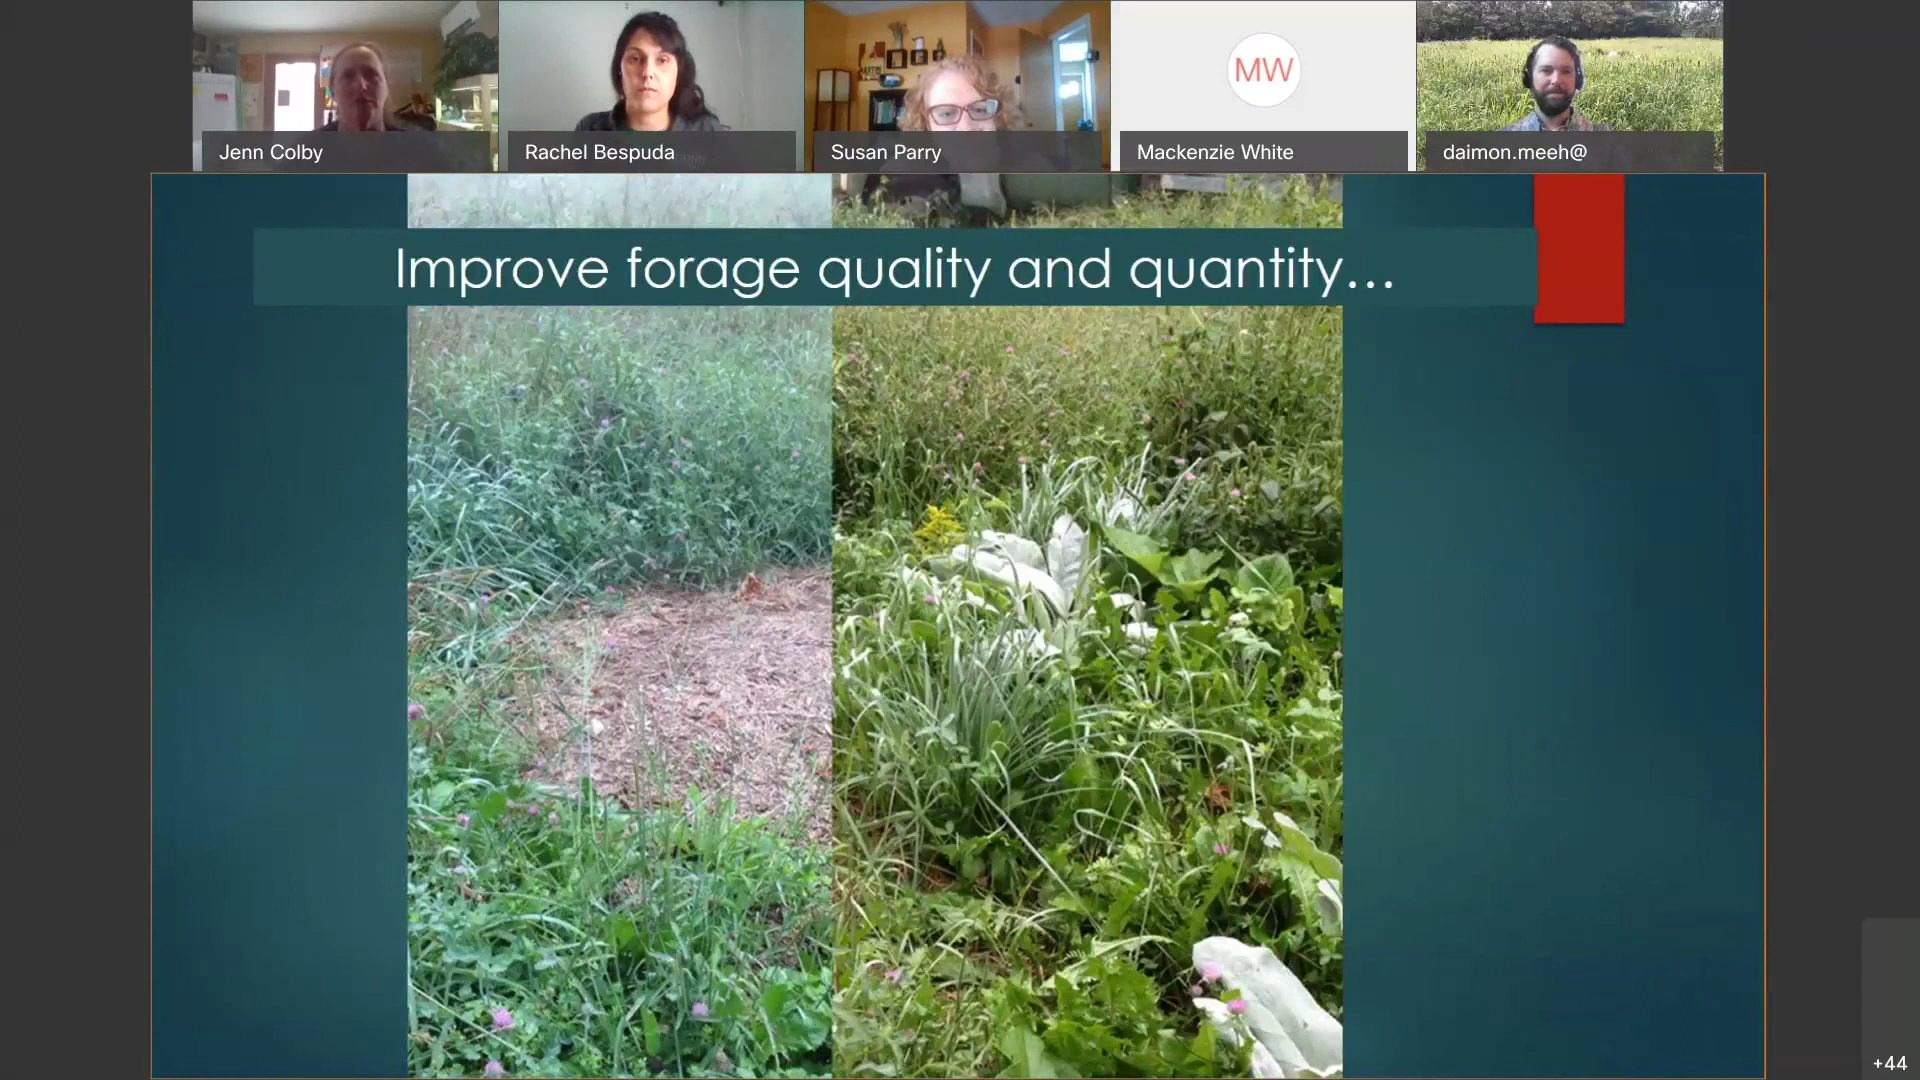 Jenn Colby
Rachel Bespuda
Susan Parry
MW
Mackenzie White
daimon.meeh@
Improve forage quality and quantity...
+44